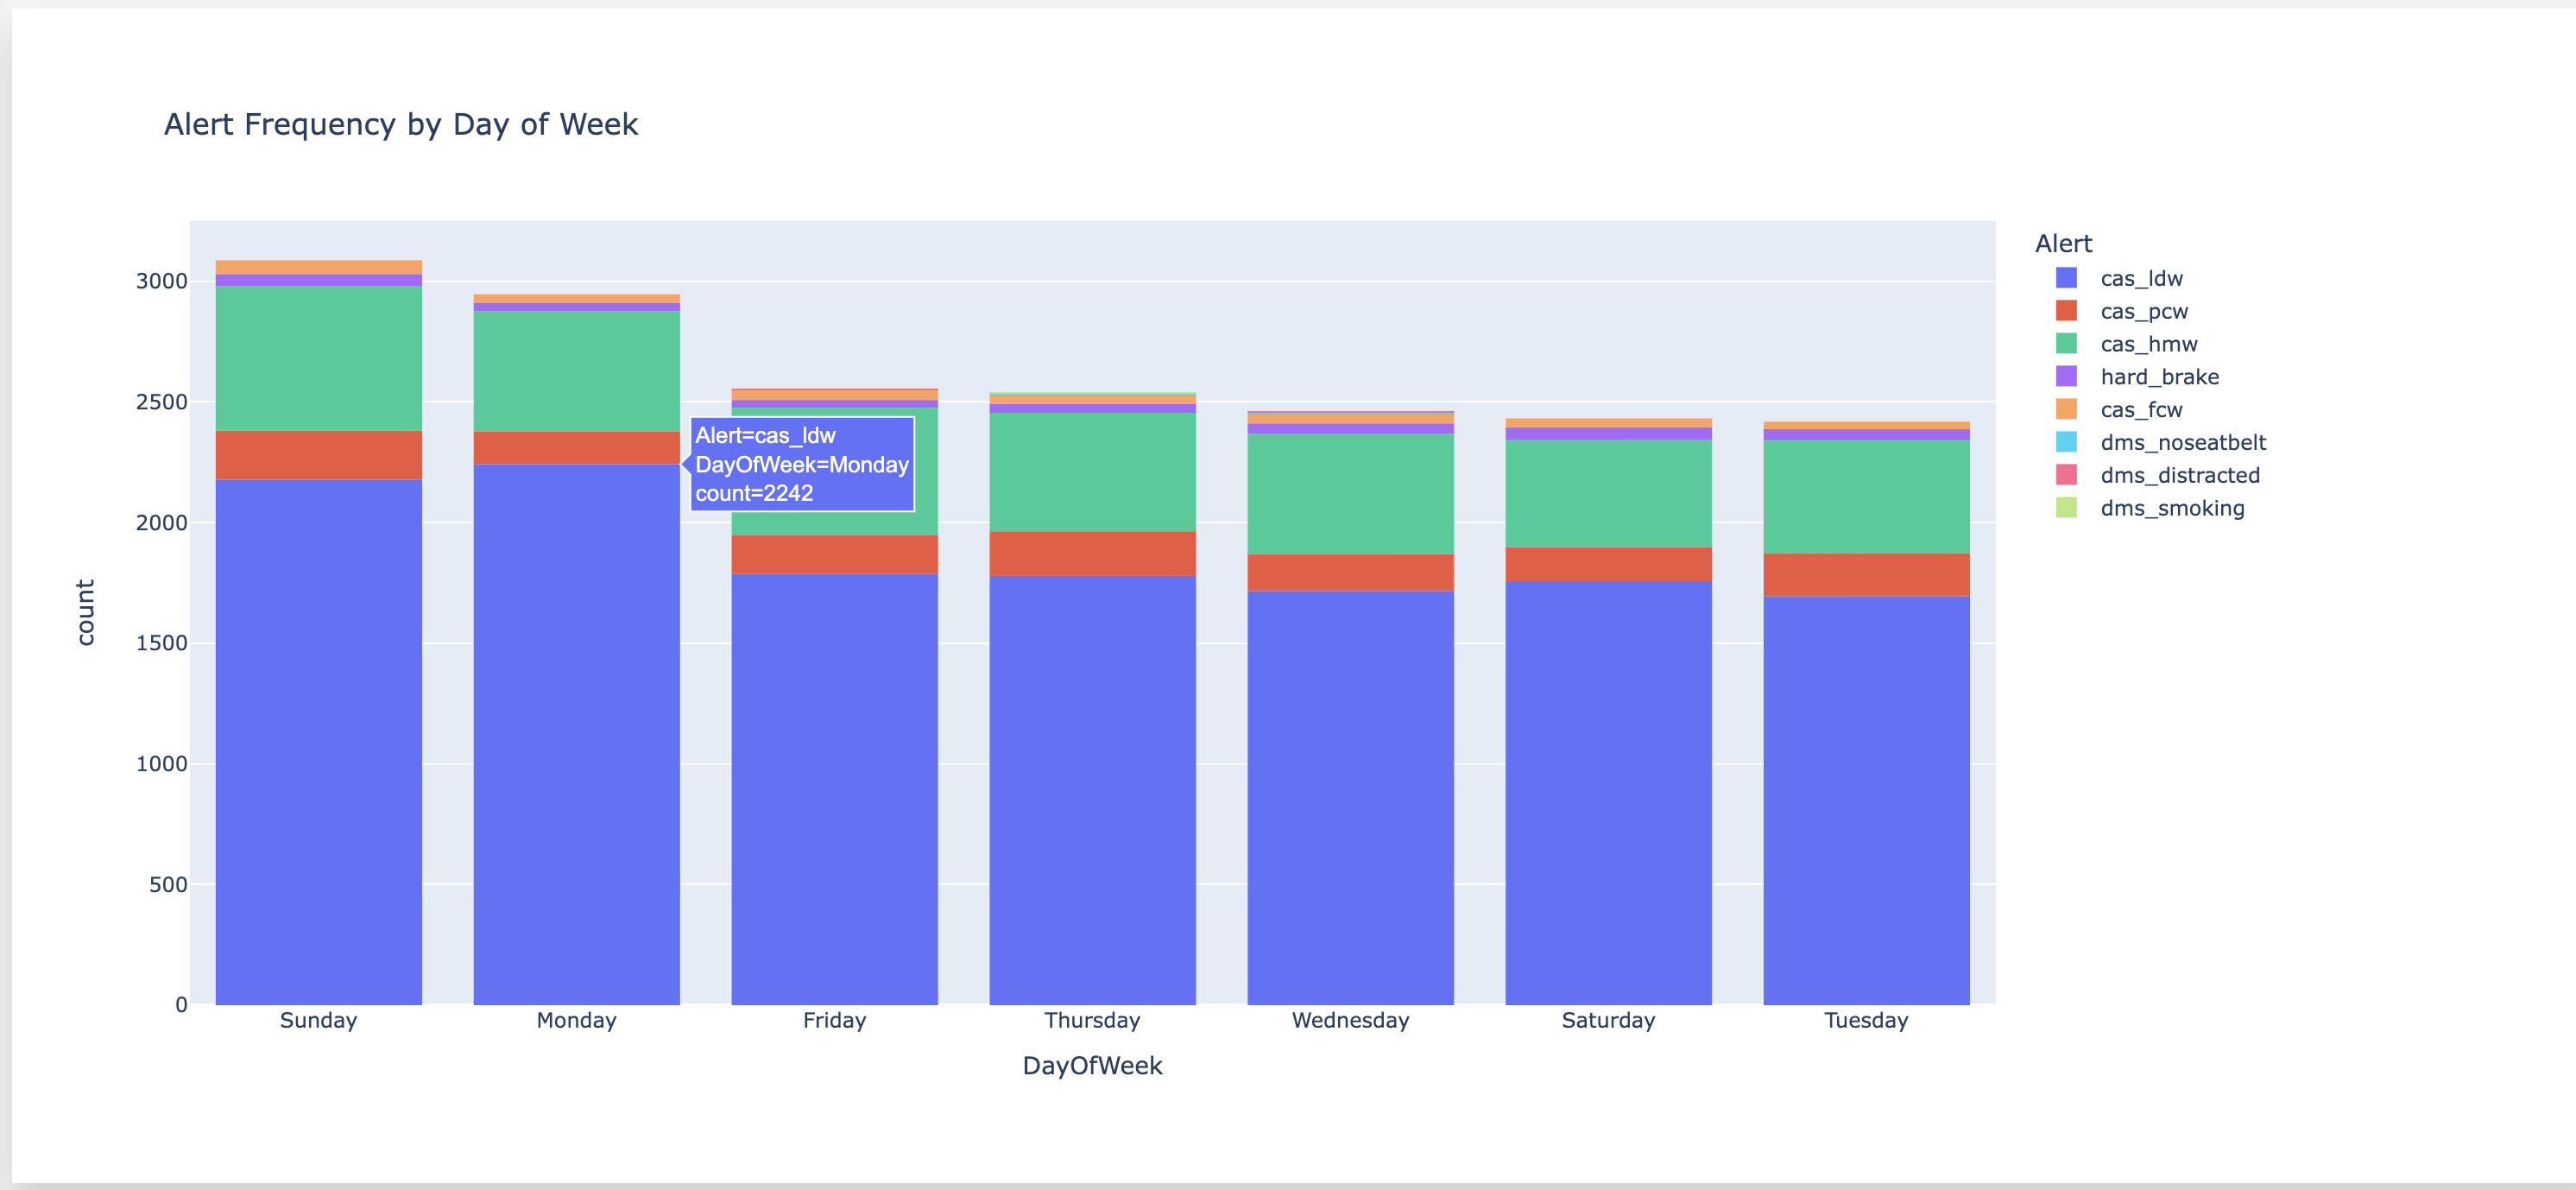 Alert Frequency by Day of Week
3000
2500
2000
1500
1000
500
0
count
Alert=cas_ldw
DayOfWeek=Monday
count=2242
Sunday
Monday
Friday
Thursday
Wednesday
Saturday
Tuesday
DayOfWeek
Alert
cas_ldw
cas_pcw
cas_hmw
hard_brake
cas_fcw
dms_noseatbelt
dms_distracted
dms_smoking